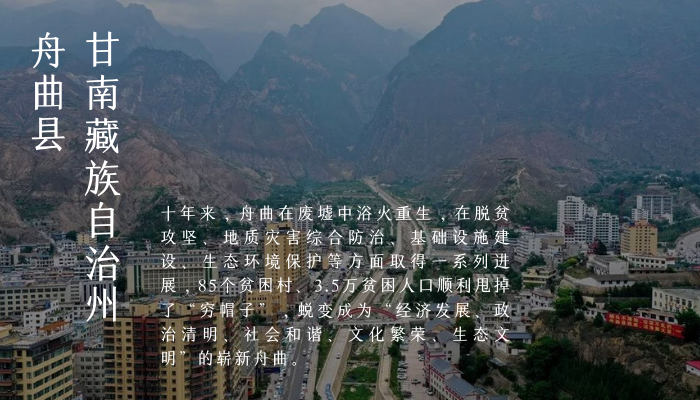 甘南藏族自治州
舟曲县
十年来，舟曲在废墟中浴火重生，在脱贫
攻坚、地质灾害综合防治、基础设施建
设、生态环境保护等方面取得一系列进
展，85个贫困村、3.5万贫困人口顺利甩掉
了“穷帽子”，蜕变成为“经济发展、政
治清明、社会和谐、文化繁荣、生态文
明”的崭新舟曲。